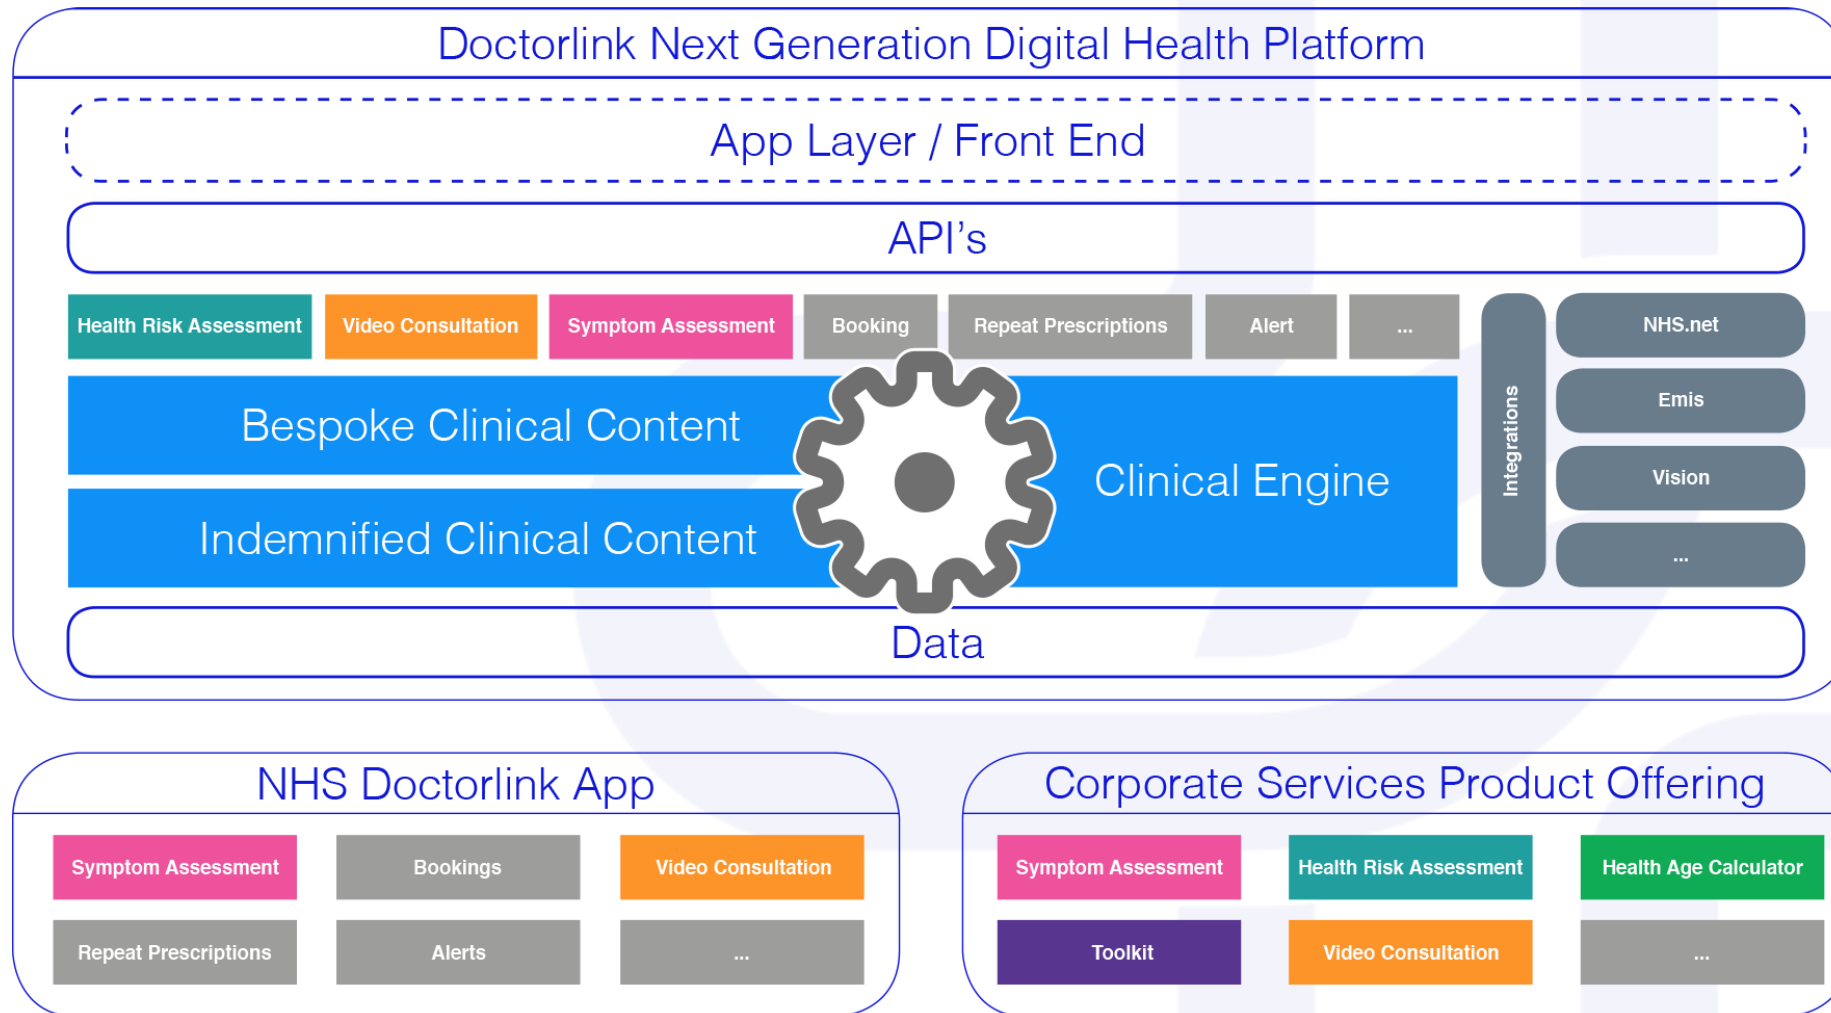 Doctorlink Next Generation Digital Health Platform
App Layer / Front End
API's
Health Risk Assessment
Video Consultation
Symptom Assessment
Booking
Repeat Prescriptions
Alert
...
Bespoke Clinical Content
Indemnified Clinical Content
Clinical Engine
Integrations
NHS.net
Emis
Vision
...
Data
NHS Doctorlink App
Symptom Assessment
Bookings
Video Consultation
Repeat Prescriptions
Alerts
...
Corporate Services Product Offering
Symptom Assessment
Health Risk Assessment
Health Age Calculator
Toolkit
Video Consultation
...